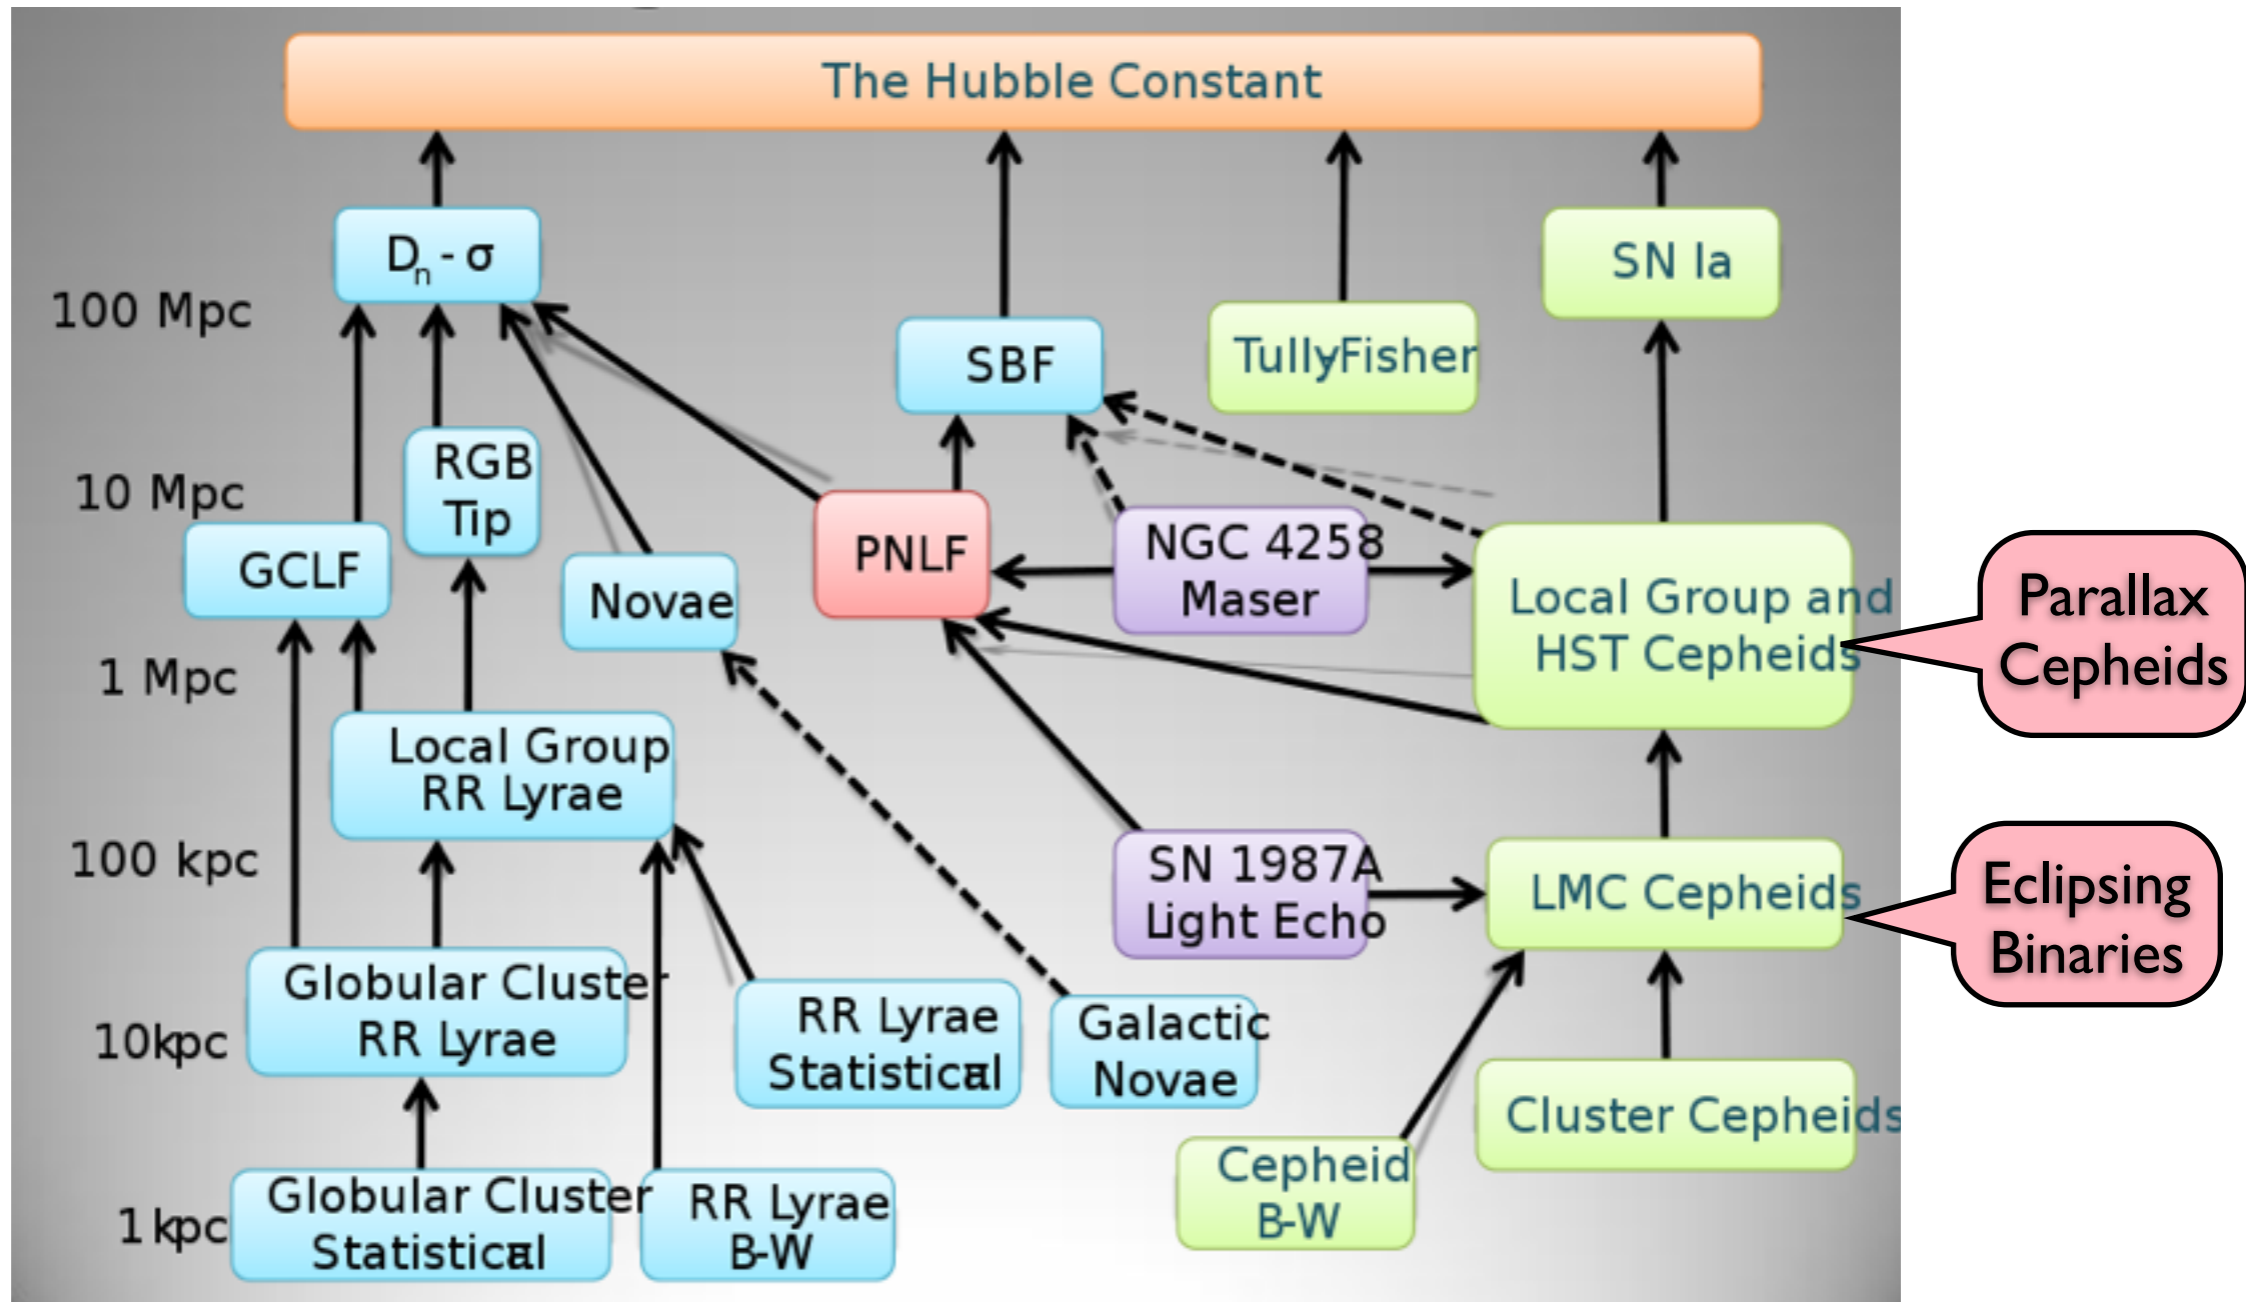 The Hubble Constant
Dn - σ
SN Ia
100 Mpc
SBF
Tully-Fisher
RGB
Tip
10 Mpc
GCLF
Novae
PNLF
NGC 4258
Maser
Local Group and
HST Cepheids
Parallax
Cepheids
1 Mpc
Local Group
RR Lyrae
100 kpc
SN 1987A
Light Echo
LMC Cepheids
Eclipsing
Binaries
Globular Cluster
RR Lyrae
10kpc
RR Lyrae
Statistical π
Galactic
Novae
Cluster Cepheids
Cepheid
B-W
1kpc
Globular Cluster
Statistical π
RR Lyrae
B-W